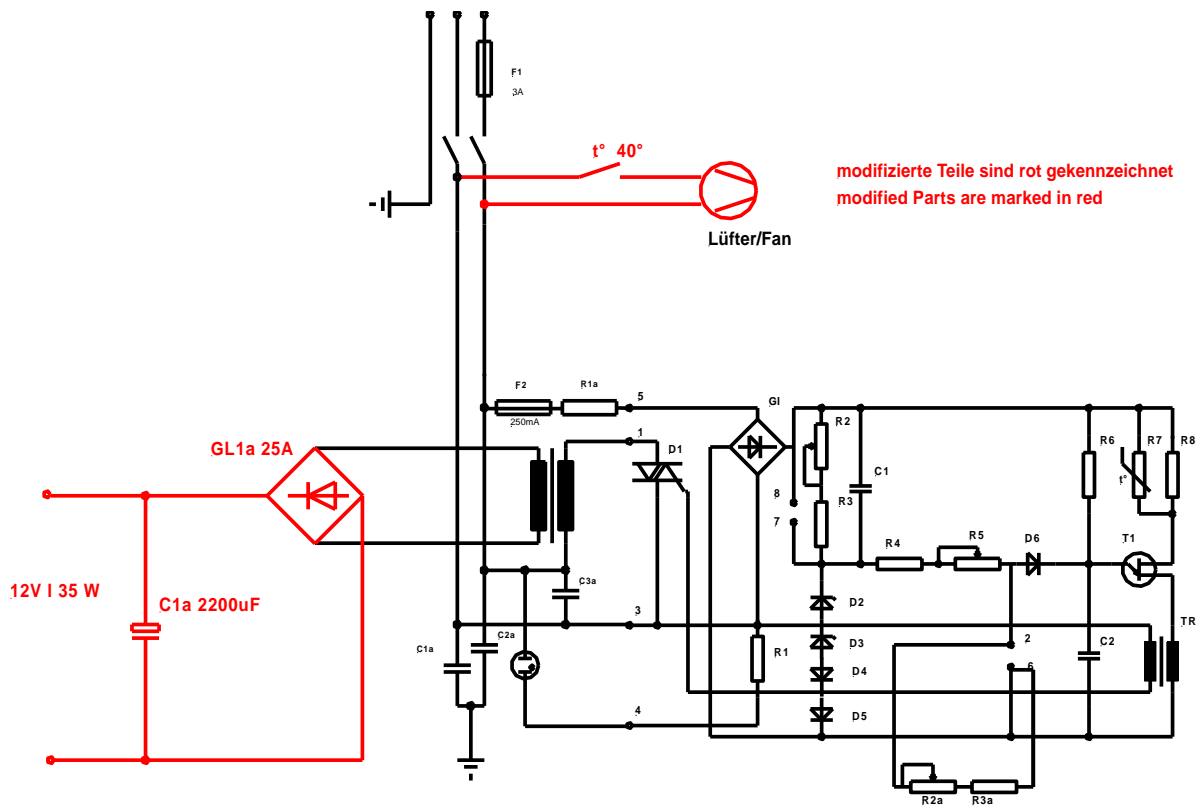 F1
3A
t° 40°
modifizierte Teile sind rot gekennzeichnet
modified Parts are marked in red
Lüfter/Fan
F2
250mA
R1a
5
GI
1
D1
GL1a 25A
R2
C1
8
R3
7
R6
R7
t°
R8
R4
R5
D6
T1
12V I 35 W
C1a 2200uF
C3a
3
D2
C1a
C2a
R1
D3
D4
D5
2
6
C2
TR
4
R2a
R3a